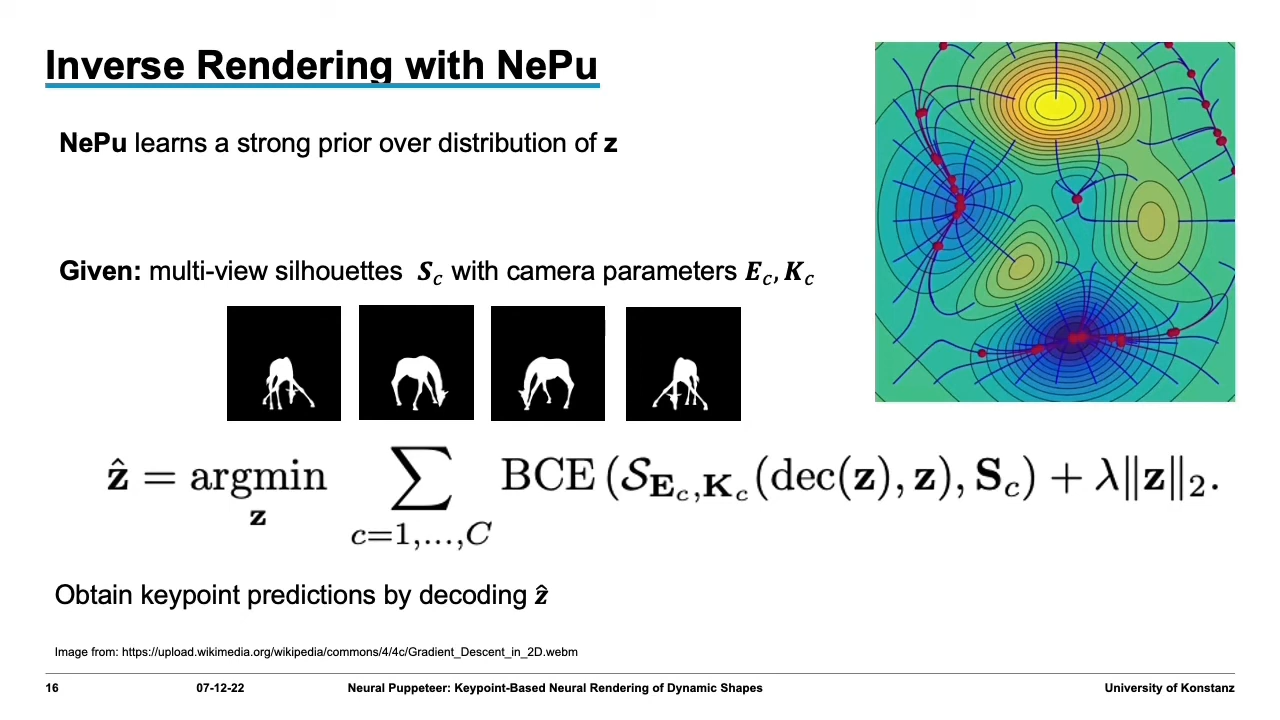 Inverse Rendering with NePu
NePu learns a strong prior over distribution of z
Given: multi-view silhouettes S_c with camera parameters E_c, K_c
ẑ = argmin_z ∑_{c=1,...,C} BCE (𝒮_{E_c,K_c}(dec(z), z), S_c) + λ‖z‖₂.
Obtain keypoint predictions by decoding ẑ
Image from: https://upload.wikimedia.org/wikipedia/commons/4/4c/Gradient_Descent_in_2D.webm
16 07-12-22 Neural Puppeteer: Keypoint-Based Neural Rendering of Dynamic Shapes University of Konstanz